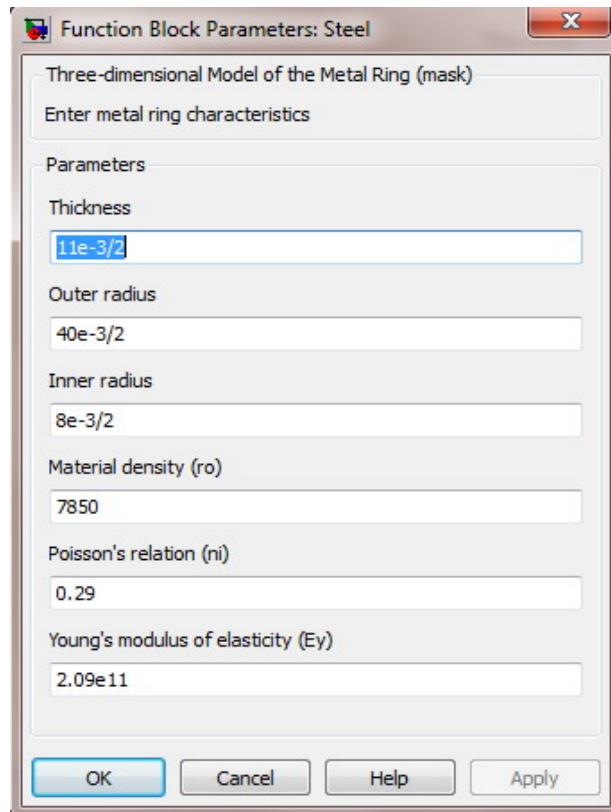 Function Block Parameters: Steel
Three-dimensional Model of the Metal Ring (mask)
Enter metal ring characteristics
Parameters
Thickness
11e-3/2
Outer radius
40e-3/2
Inner radius
8e-3/2
Material density (ro)
7850
Poisson's relation (ni)
0.29
Young's modulus of elasticity (Ey)
2.09e11
OK Cancel Help Apply